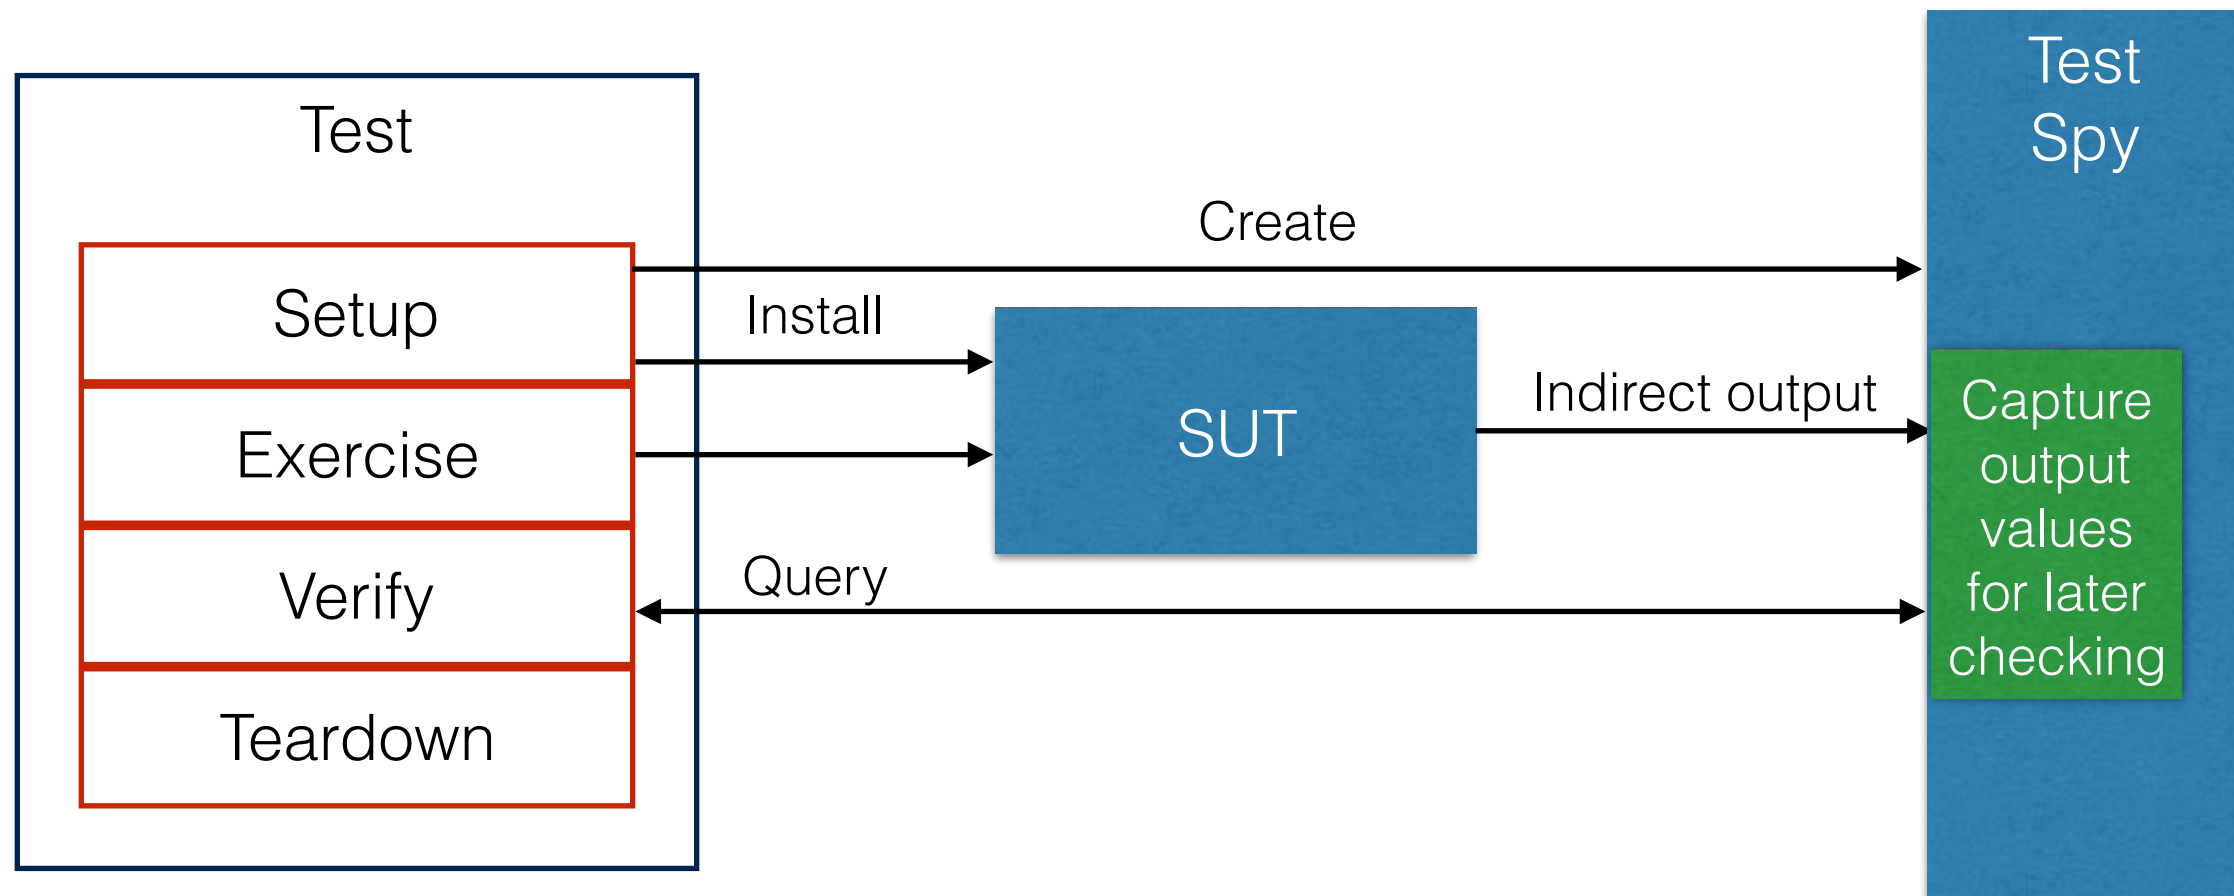 Test
Setup
Exercise
Verify
Teardown
Create
Install
SUT
Indirect output
Query
Test
Spy
Capture
output
values
for later
checking